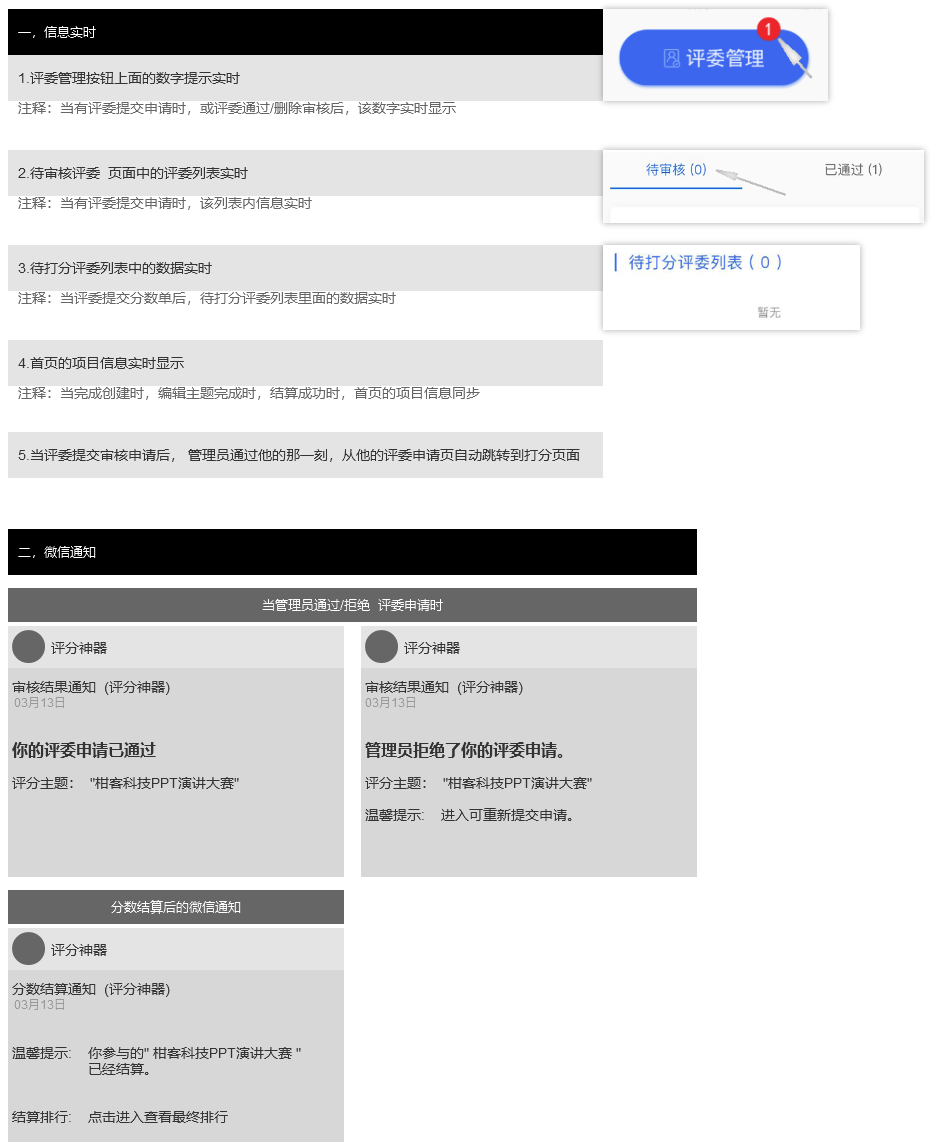 一，信息实时
1
评委管理
1.评委管理按钮上面的数字提示实时
注释：当有评委提交申请时，或评委通过/删除审核后，该数字实时显示
2.待审核评委  页面中的评委列表实时
待审核 (0)
已通过 (1)
注释：当有评委提交申请时，该列表内信息实时
3.待打分评委列表中的数据实时
待打分评委列表 ( 0 )
注释：当评委提交分数单后，待打分评委列表里面的数据实时
暂无
4.首页的项目信息实时显示
注释：当完成创建时，编辑主题完成时，结算成功时，首页的项目信息同步
5.当评委提交审核申请后， 管理员通过他的那一刻，从他的评委申请页自动跳转到打分页面
二，微信通知
当管理员通过/拒绝  评委申请时
评分神器
审核结果通知  (评分神器)
03月13日
你的评委申请已通过
评分主题：  "柑客科技PPT演讲大赛"
评分神器
审核结果通知  (评分神器)
03月13日
管理员拒绝了你的评委申请。
评分主题：  "柑客科技PPT演讲大赛"
温馨提示:    进入可重新提交申请。
分数结算后的微信通知
评分神器
分数结算通知  (评分神器)
03月13日
温馨提示:    你参与的" 柑客科技PPT演讲大赛 "
已经结算。
结算排行:    点击进入查看最终排行